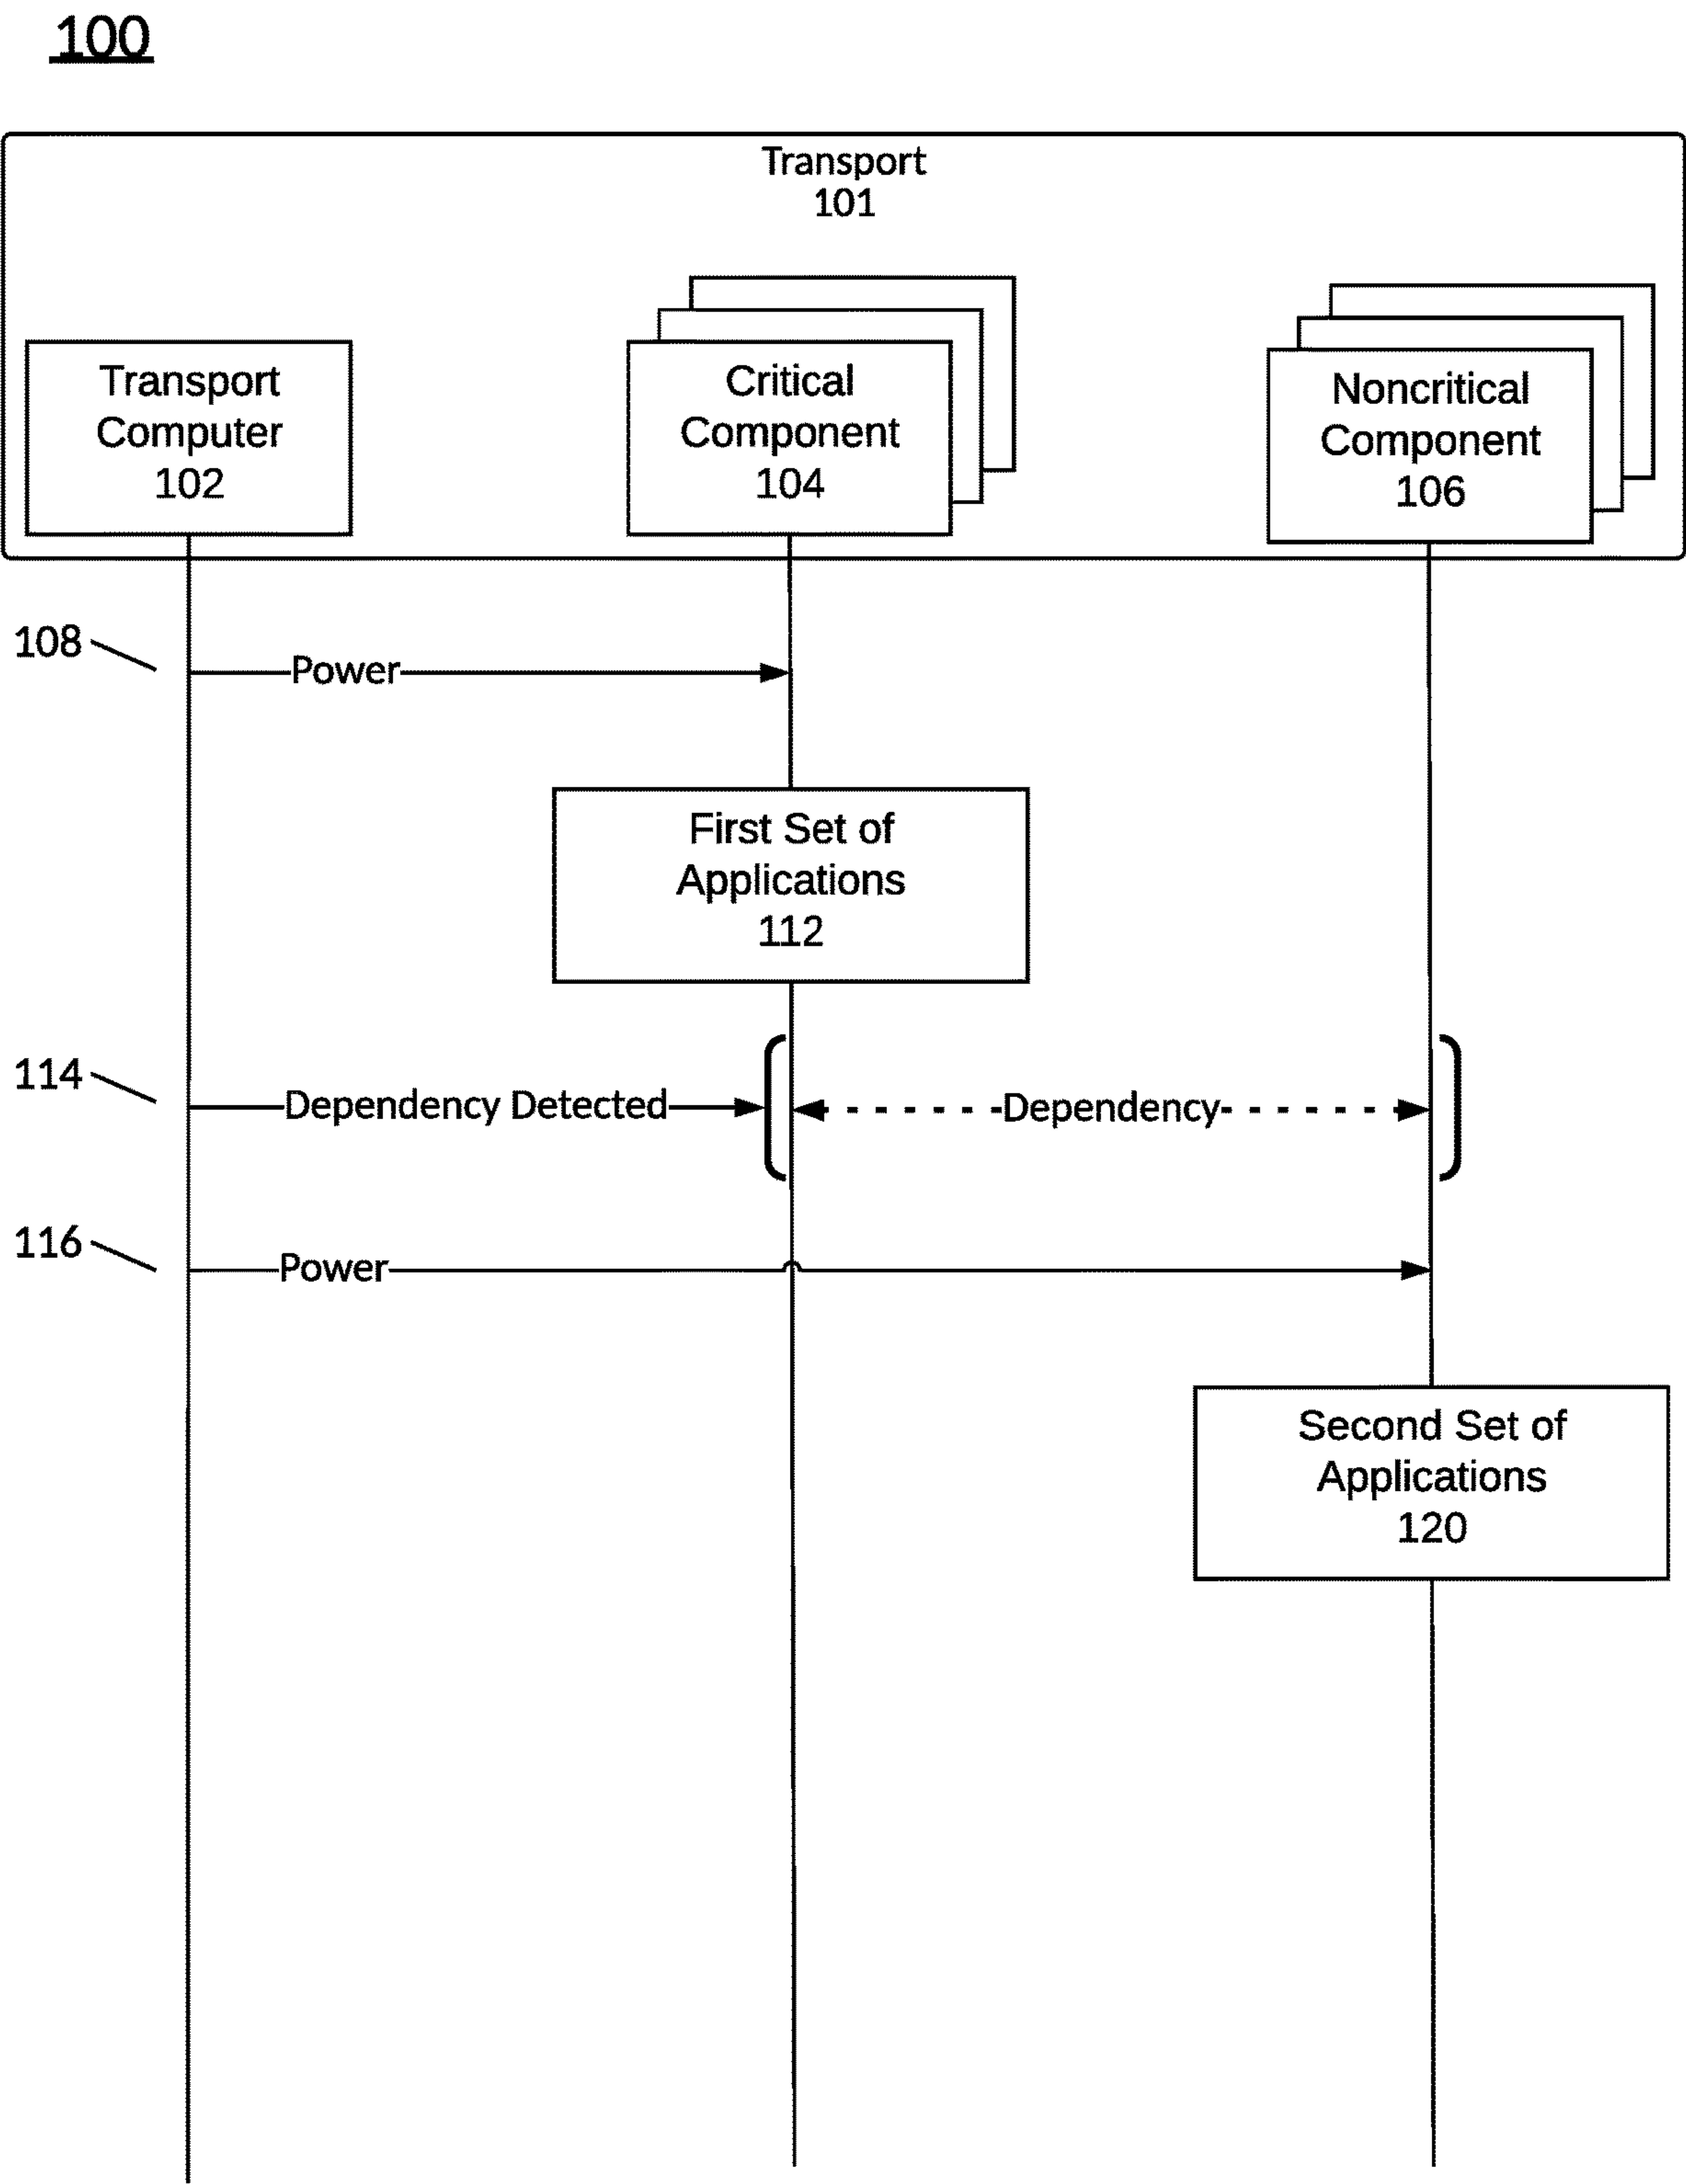 100
Transport
101
Transport
Computer
102
Critical
Component
104
Noncritical
Component
106
108
Power
First Set of
Applications
112
114
Dependency Detected
Dependency
116
Power
Second Set of
Applications
120